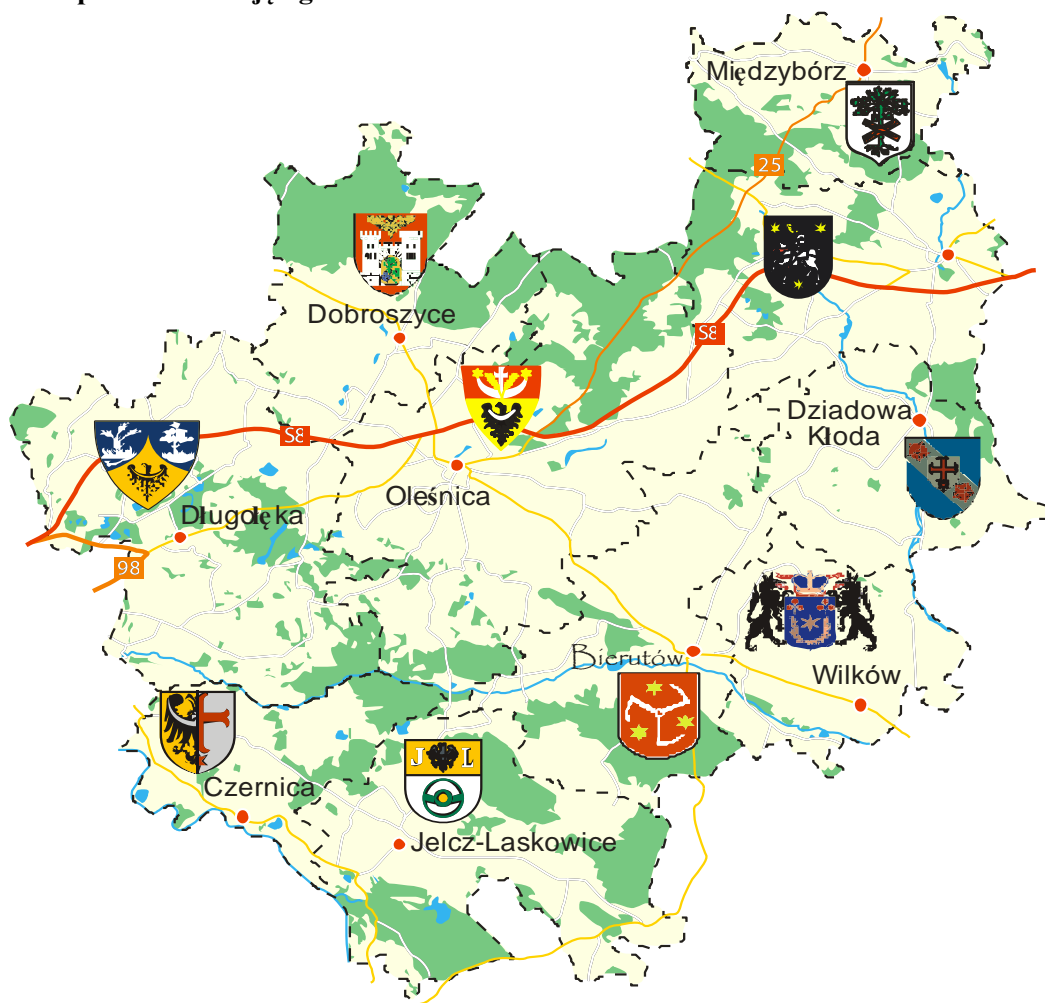 Międzybórz
25
Dobroszyce
S8
S8
Dziadowa
Kłoda
Oleśnica
Długołęka
98
Bierutów
Wilków
J L
Czernica
Jelcz-Laskowice